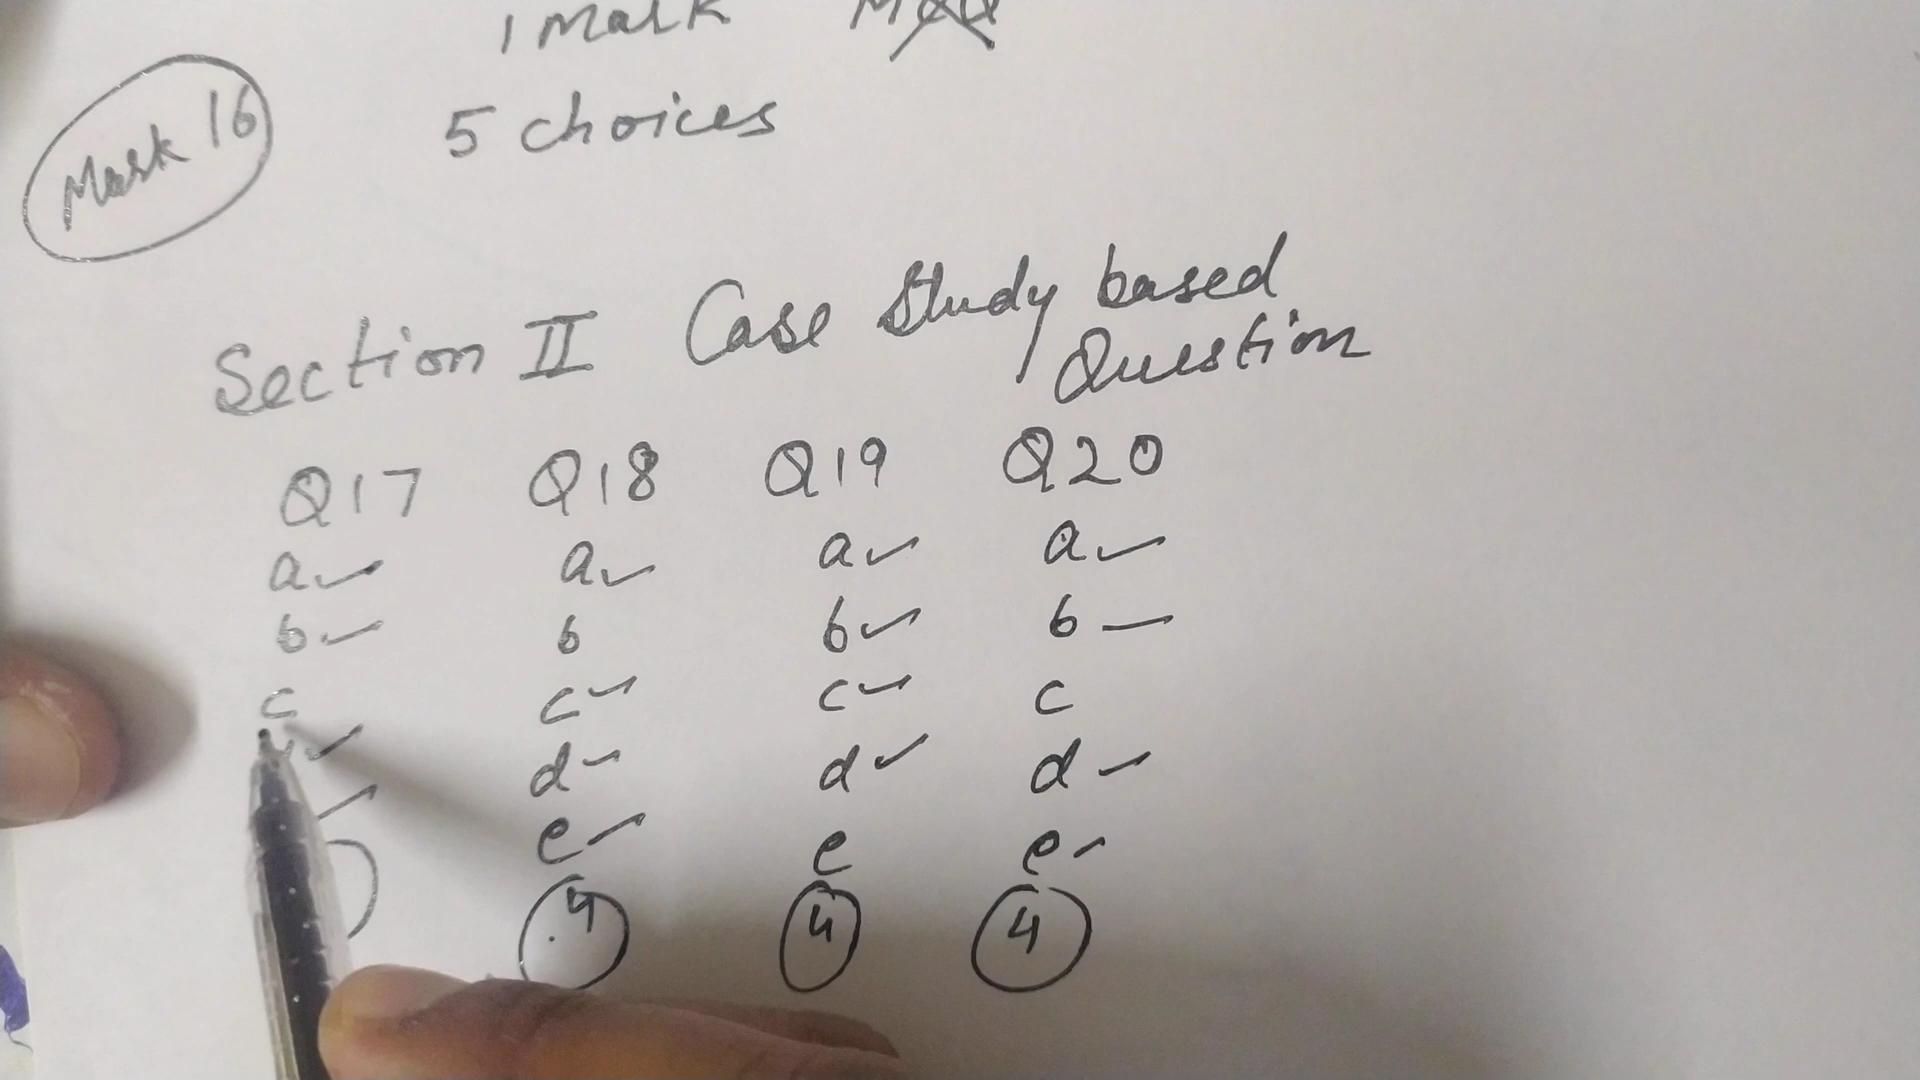 1 Mark
5 choices
Mark 16
Section II Case Study based
Question
Q17 Q18 Q19 Q20
a✓ a✓ a✓ a✓
b✓ b b✓ b —
c c✓ c✓ c
✓ d✓ d✓ d✓
e✓ e e✓
4 4 4